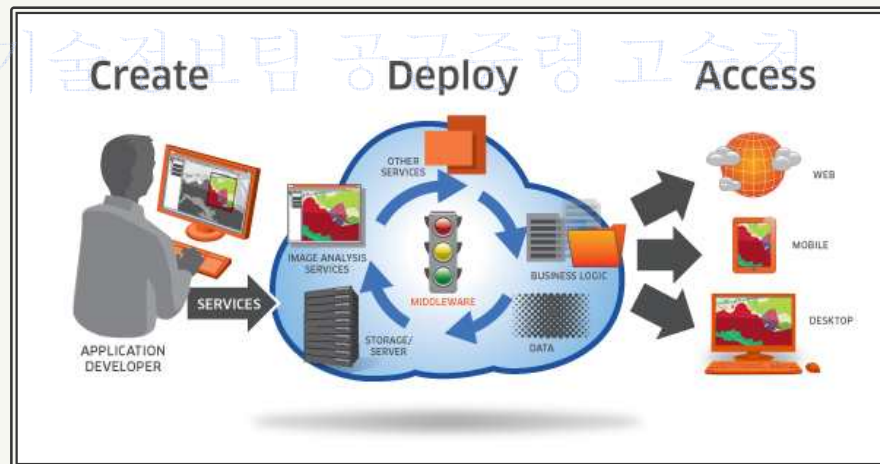 기술정보팀 공군중령 고승철
Create
Deploy
Access
OTHER
SERVICES
WEB
IMAGE ANALYSIS
SERVICES
MOBILE
BUSINESS LOGIC
MIDDLEWARE
SERVICES
STORAGE/
SERVER
DATA
DESKTOP
APPLICATION
DEVELOPER